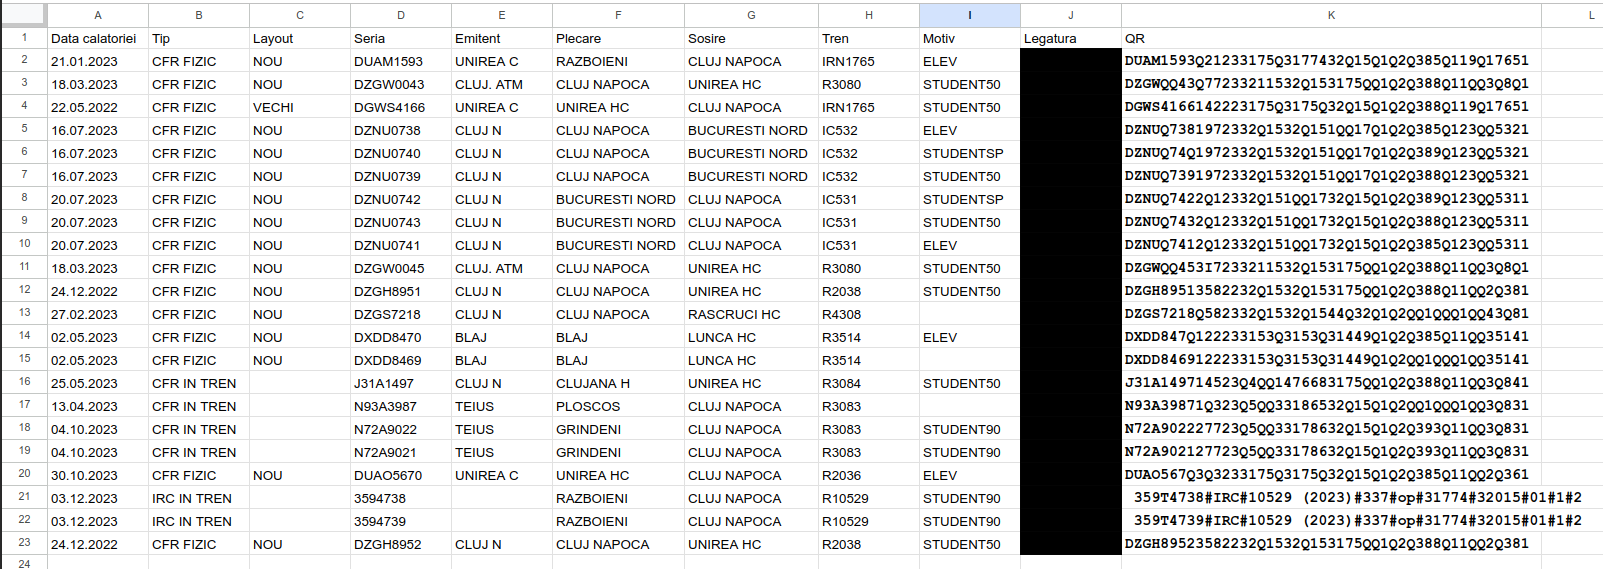 A B C D E F G H I J K L
1 Data calatoriei Tip Layout Seria Emitent Plecare Sosire Tren Motiv Legatura QR
2 21.01.2023 CFR FIZIC NOU DUAM1593 UNIREA C RAZBOIENI CLUJ NAPOCA IRN1765 ELEV DUAM1593Q21233175Q3177432Q15Q1Q2Q385Q119Q17651
3 18.03.2023 CFR FIZIC NOU DZGW0043 CLUJ. ATM CLUJ NAPOCA UNIREA HC R3080 STUDENT50 DZGWQQ43Q77233211532Q153175QQ1Q2Q388Q11QQ3Q8Q1
4 22.05.2022 CFR FIZIC VECHI DGWS4166 UNIREA C UNIREA HC CLUJ NAPOCA IRN1765 STUDENT50 DGWS4166142223175Q3175Q32Q15Q1Q2Q388Q119Q17651
5 16.07.2023 CFR FIZIC NOU DZNU0738 CLUJ N CLUJ NAPOCA BUCURESTI NORD IC532 ELEV DZNUQ7381972332Q1532Q151QQ17Q1Q2Q385Q123QQ5321
6 16.07.2023 CFR FIZIC NOU DZNU0740 CLUJ N CLUJ NAPOCA BUCURESTI NORD IC532 STUDENTSP DZNUQ74Q1972332Q1532Q151QQ17Q1Q2Q389Q123QQ5321
7 16.07.2023 CFR FIZIC NOU DZNU0739 CLUJ N CLUJ NAPOCA BUCURESTI NORD IC532 STUDENT50 DZNUQ7391972332Q1532Q151QQ17Q1Q2Q388Q123QQ5321
8 20.07.2023 CFR FIZIC NOU DZNU0742 CLUJ N BUCURESTI NORD CLUJ NAPOCA IC531 STUDENTSP DZNUQ7422Q12332Q151QQ1732Q15Q1Q2Q389Q123QQ5311
9 20.07.2023 CFR FIZIC NOU DZNU0743 CLUJ N BUCURESTI NORD CLUJ NAPOCA IC531 STUDENT50 DZNUQ7432Q12332Q151QQ1732Q15Q1Q2Q388Q123QQ5311
10 20.07.2023 CFR FIZIC NOU DZNU0741 CLUJ N BUCURESTI NORD CLUJ NAPOCA IC531 ELEV DZNUQ7412Q12332Q151QQ1732Q15Q1Q2Q385Q123QQ5311
11 18.03.2023 CFR FIZIC NOU DZGW0045 CLUJ. ATM CLUJ NAPOCA UNIREA HC R3080 STUDENT50 DZGWQQ453I7233211532Q153175QQ1Q2Q388Q11QQ3Q8Q1
12 24.12.2022 CFR FIZIC NOU DZGH8951 CLUJ N CLUJ NAPOCA UNIREA HC R2038 STUDENT50 DZGH89513582232Q1532Q153175QQ1Q2Q388Q11QQ2Q381
13 27.02.2023 CFR FIZIC NOU DZGS7218 CLUJ N CLUJ NAPOCA RASCRUCI HC R4308 DZGS7218Q582332Q1532Q1544Q32Q1Q2QQ1QQQ1QQ43Q81
14 02.05.2023 CFR FIZIC NOU DXDD8470 BLAJ BLAJ LUNCA HC R3514 ELEV DXDD847Q122233153Q3153Q31449Q1Q2Q385Q11QQ35141
15 02.05.2023 CFR FIZIC NOU DXDD8469 BLAJ BLAJ LUNCA HC R3514 DXDD8469122233153Q3153Q31449Q1Q2QQ1QQQ1QQ35141
16 25.05.2023 CFR IN TREN J31A1497 CLUJ N CLUJANA H UNIREA HC R3084 STUDENT50 J31A149714523Q4QQ1476683175QQ1Q2Q388Q11QQ3Q841
17 13.04.2023 CFR IN TREN N93A3987 TEIUS PLOSCOS CLUJ NAPOCA R3083 N93A39871Q323Q5QQ33186532Q15Q1Q2QQ1QQQ1QQ3Q831
18 04.10.2023 CFR IN TREN N72A9022 TEIUS GRINDENI CLUJ NAPOCA R3083 STUDENT90 N72A902227723Q5QQ33178632Q15Q1Q2Q393Q11QQ3Q831
19 04.10.2023 CFR IN TREN N72A9021 TEIUS GRINDENI CLUJ NAPOCA R3083 STUDENT90 N72A902127723Q5QQ33178632Q15Q1Q2Q393Q11QQ3Q831
20 30.10.2023 CFR FIZIC NOU DUAO5670 UNIREA C UNIREA HC CLUJ NAPOCA R2036 ELEV DUAO567Q3Q3233175Q3175Q32Q15Q1Q2Q385Q11QQ2Q361
21 03.12.2023 IRC IN TREN 3594738 RAZBOIENI CLUJ NAPOCA R10529 STUDENT90 359T4738#IRC#10529 (2023)#337#op#31774#32015#01#1#2
22 03.12.2023 IRC IN TREN 3594739 RAZBOIENI CLUJ NAPOCA R10529 STUDENT90 359T4739#IRC#10529 (2023)#337#op#31774#32015#01#1#2
23 24.12.2022 CFR FIZIC NOU DZGH8952 CLUJ N CLUJ NAPOCA UNIREA HC R2038 STUDENT50 DZGH89523582232Q1532Q153175QQ1Q2Q388Q11QQ2Q381
24